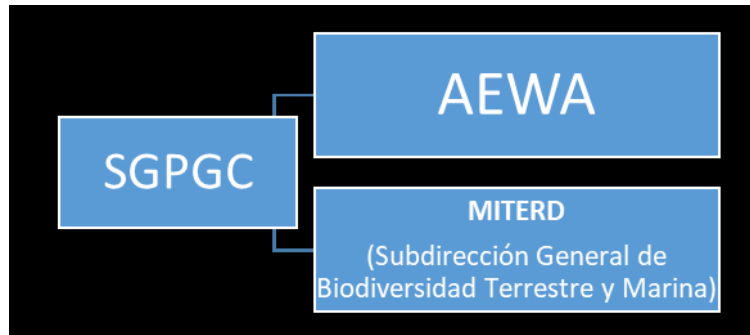 AEWA
SGPGC
MITERD
(Subdirección General de
Biodiversidad Terrestre y Marina)